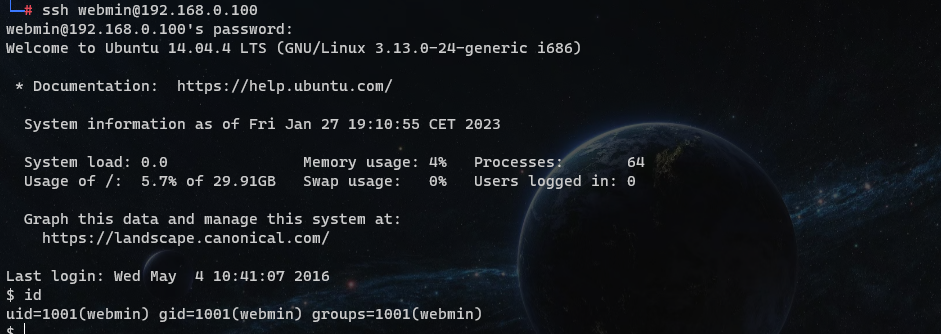 └─# ssh webmin@192.168.0.100
webmin@192.168.0.100's password:
Welcome to Ubuntu 14.04.4 LTS (GNU/Linux 3.13.0-24-generic i686)

 * Documentation:  https://help.ubuntu.com/

  System information as of Fri Jan 27 19:10:55 CET 2023

  System load: 0.0                Memory usage: 4%   Processes:       64
  Usage of /:  5.7% of 29.91GB   Swap usage:   0%   Users logged in: 0

  Graph this data and manage this system at:
    https://landscape.canonical.com/

Last login: Wed May  4 10:41:07 2016
$ id
uid=1001(webmin) gid=1001(webmin) groups=1001(webmin)
$